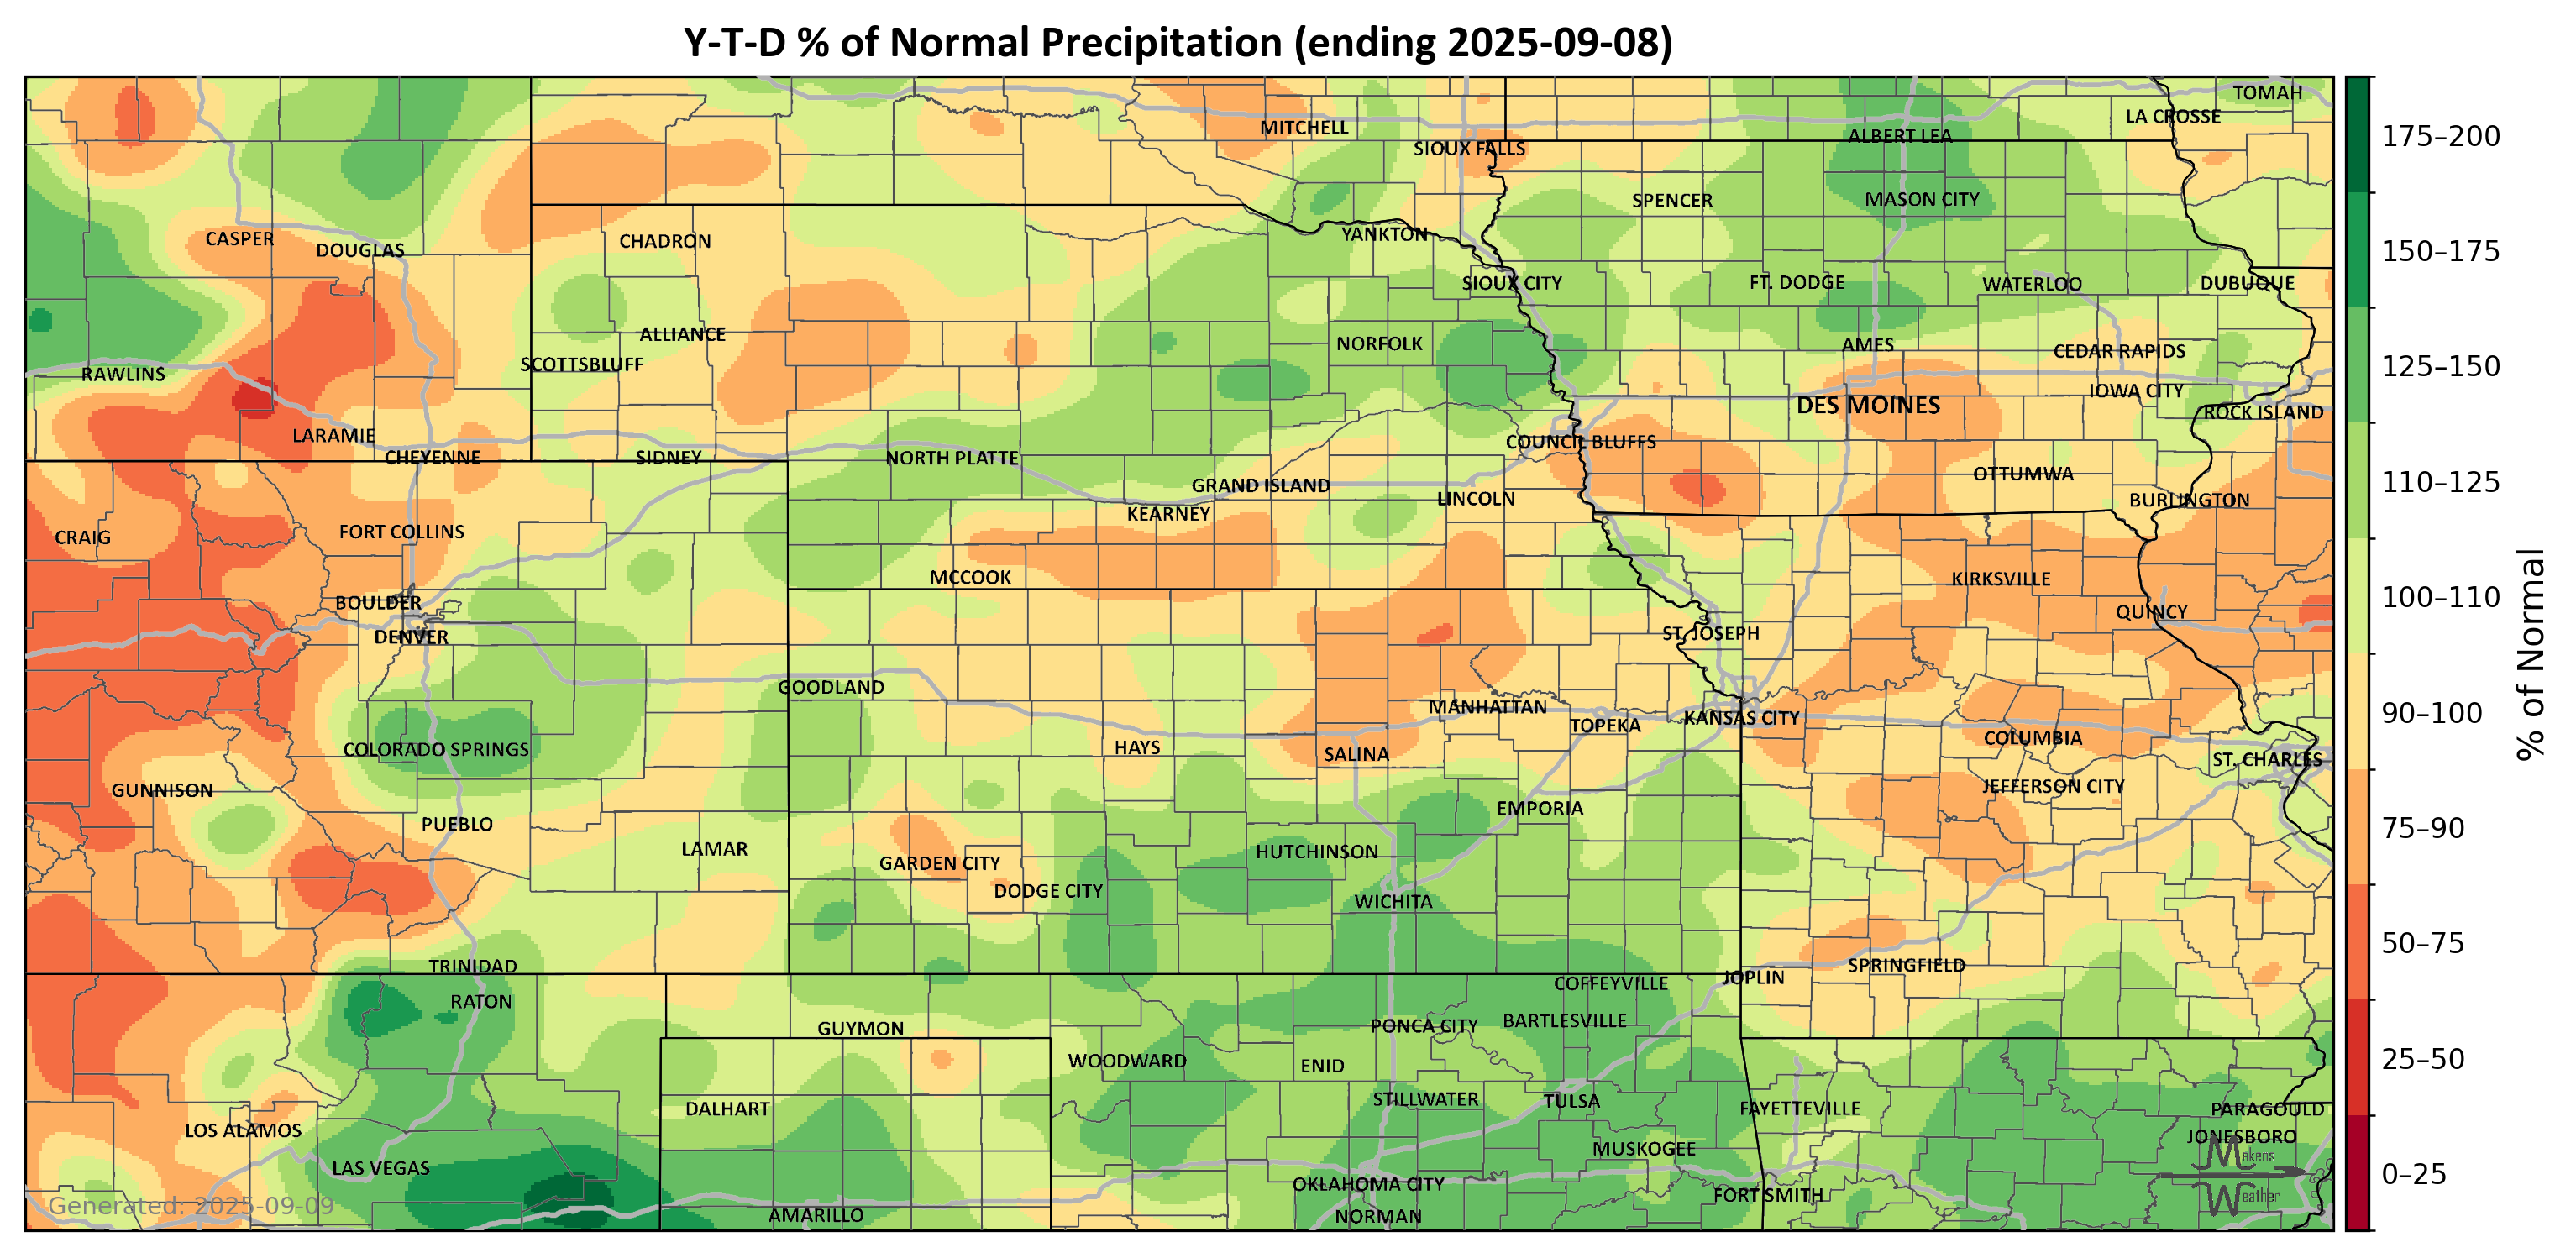 Y-T-D % of Normal Precipitation (ending 2025-09-08)
TOMAH
LA CROSSE
MITCHELL
ALBERT LEA
SIOUX FALLS
SPENCER
MASON CITY
YANKTON
CASPER
DOUGLAS
CHADRON
SIOUX CITY
FT. DODGE
WATERLOO
DUBUQUE
ALLIANCE
NORFOLK
AMES
CEDAR RAPIDS
SCOTTSBLUFF
RAWLINS
IOWA CITY
DES MOINES
ROCK ISLAND
LARAMIE
COUNCIL BLUFFS
CHEYENNE
SIDNEY
NORTH PLATTE
OTTUMWA
GRAND ISLAND
LINCOLN
BURLINGTON
KEARNEY
CRAIG
FORT COLLINS
MCCOOK
KIRKSVILLE
BOULDER
QUINCY
DENVER
ST. JOSEPH
GOODLAND
MANHATTAN
TOPEKA
KANSAS CITY
COLUMBIA
COLORADO SPRINGS
HAYS
SALINA
ST. CHARLES
GUNNISON
JEFFERSON CITY
EMPORIA
PUEBLO
LAMAR
HUTCHINSON
GARDEN CITY
DODGE CITY
WICHITA
TRINIDAD
SPRINGFIELD
JOPLIN
COFFEYVILLE
RATON
GUYMON
PONCA CITY
BARTLESVILLE
WOODWARD
ENID
DALHART
STILLWATER
TULSA
FAYETTEVILLE
PARAGOULD
LOS ALAMOS
JONESBORO
MUSKOGEE
LAS VEGAS
OKLAHOMA CITY
FORT SMITH
AMARILLO
NORMAN
Makens
Weather
Generated: 2025-09-09
175–200
150–175
125–150
110–125
100–110
90–100
75–90
50–75
25–50
0–25
% of Normal